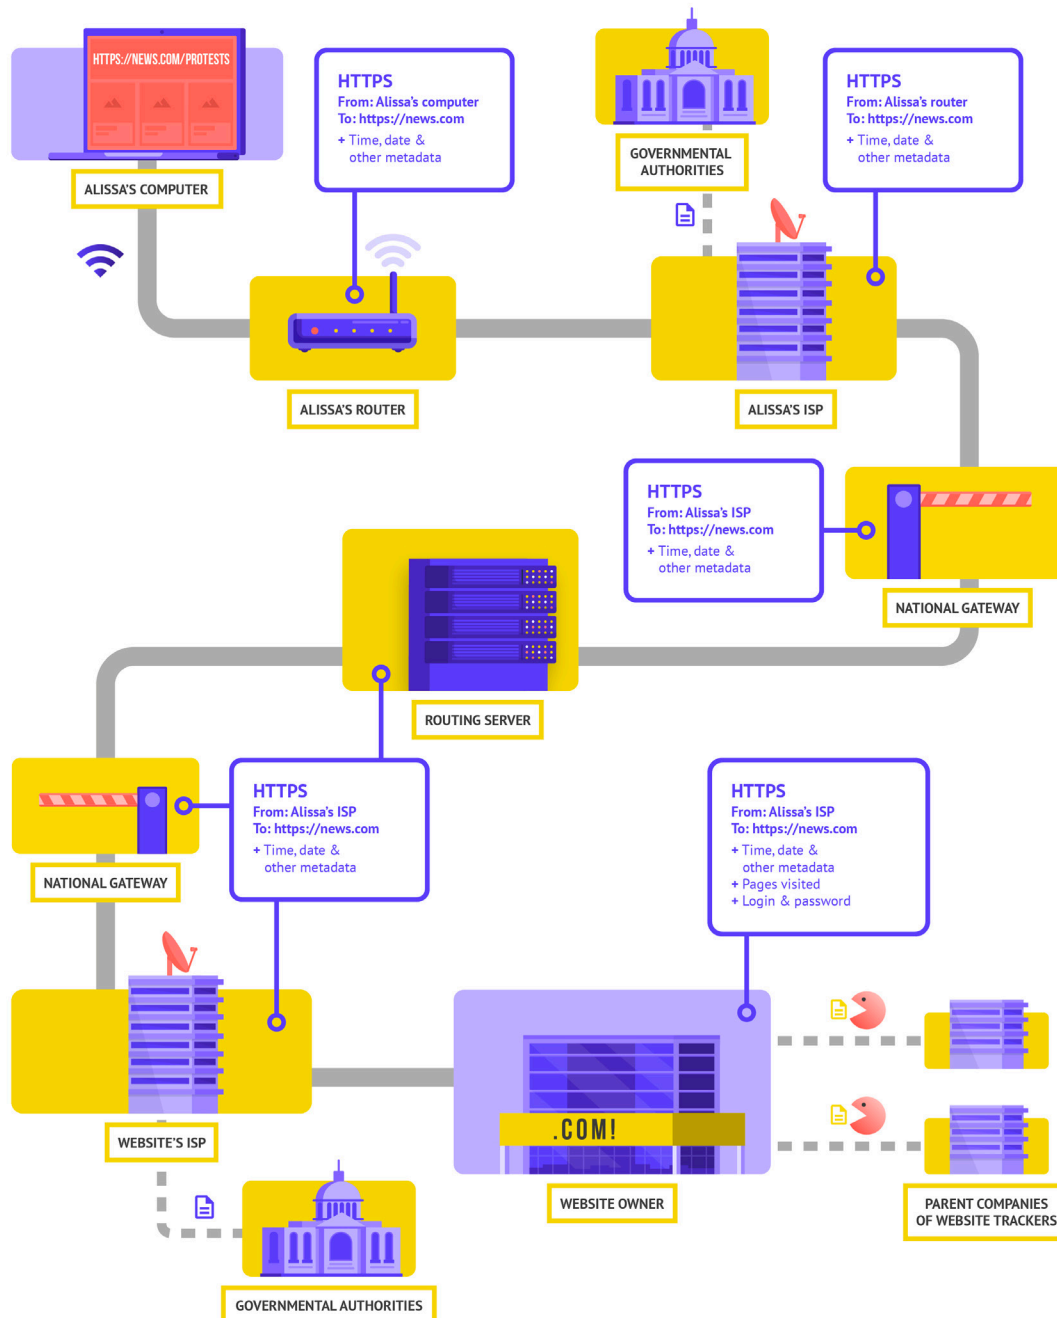 HTTPS://NEWS.COM/PROTESTS
ALISSA'S COMPUTER
HTTPS
From: Alissa's computer
To: https://news.com
+ Time, date &
other metadata
GOVERNMENTAL
AUTHORITIES
HTTPS
From: Alissa's router
To: https://news.com
+ Time, date &
other metadata
ALISSA'S ROUTER
ALISSA'S ISP
HTTPS
From: Alissa's ISP
To: https://news.com
+ Time, date &
other metadata
NATIONAL GATEWAY
ROUTING SERVER
HTTPS
From: Alissa's ISP
To: https://news.com
+ Time, date &
other metadata
NATIONAL GATEWAY
HTTPS
From: Alissa's ISP
To: https://news.com
+ Time, date &
other metadata
+ Pages visited
+ Login & password
WEBSITE'S ISP
.COM!
WEBSITE OWNER
PARENT COMPANIES
OF WEBSITE TRACKERS
GOVERNMENTAL AUTHORITIES